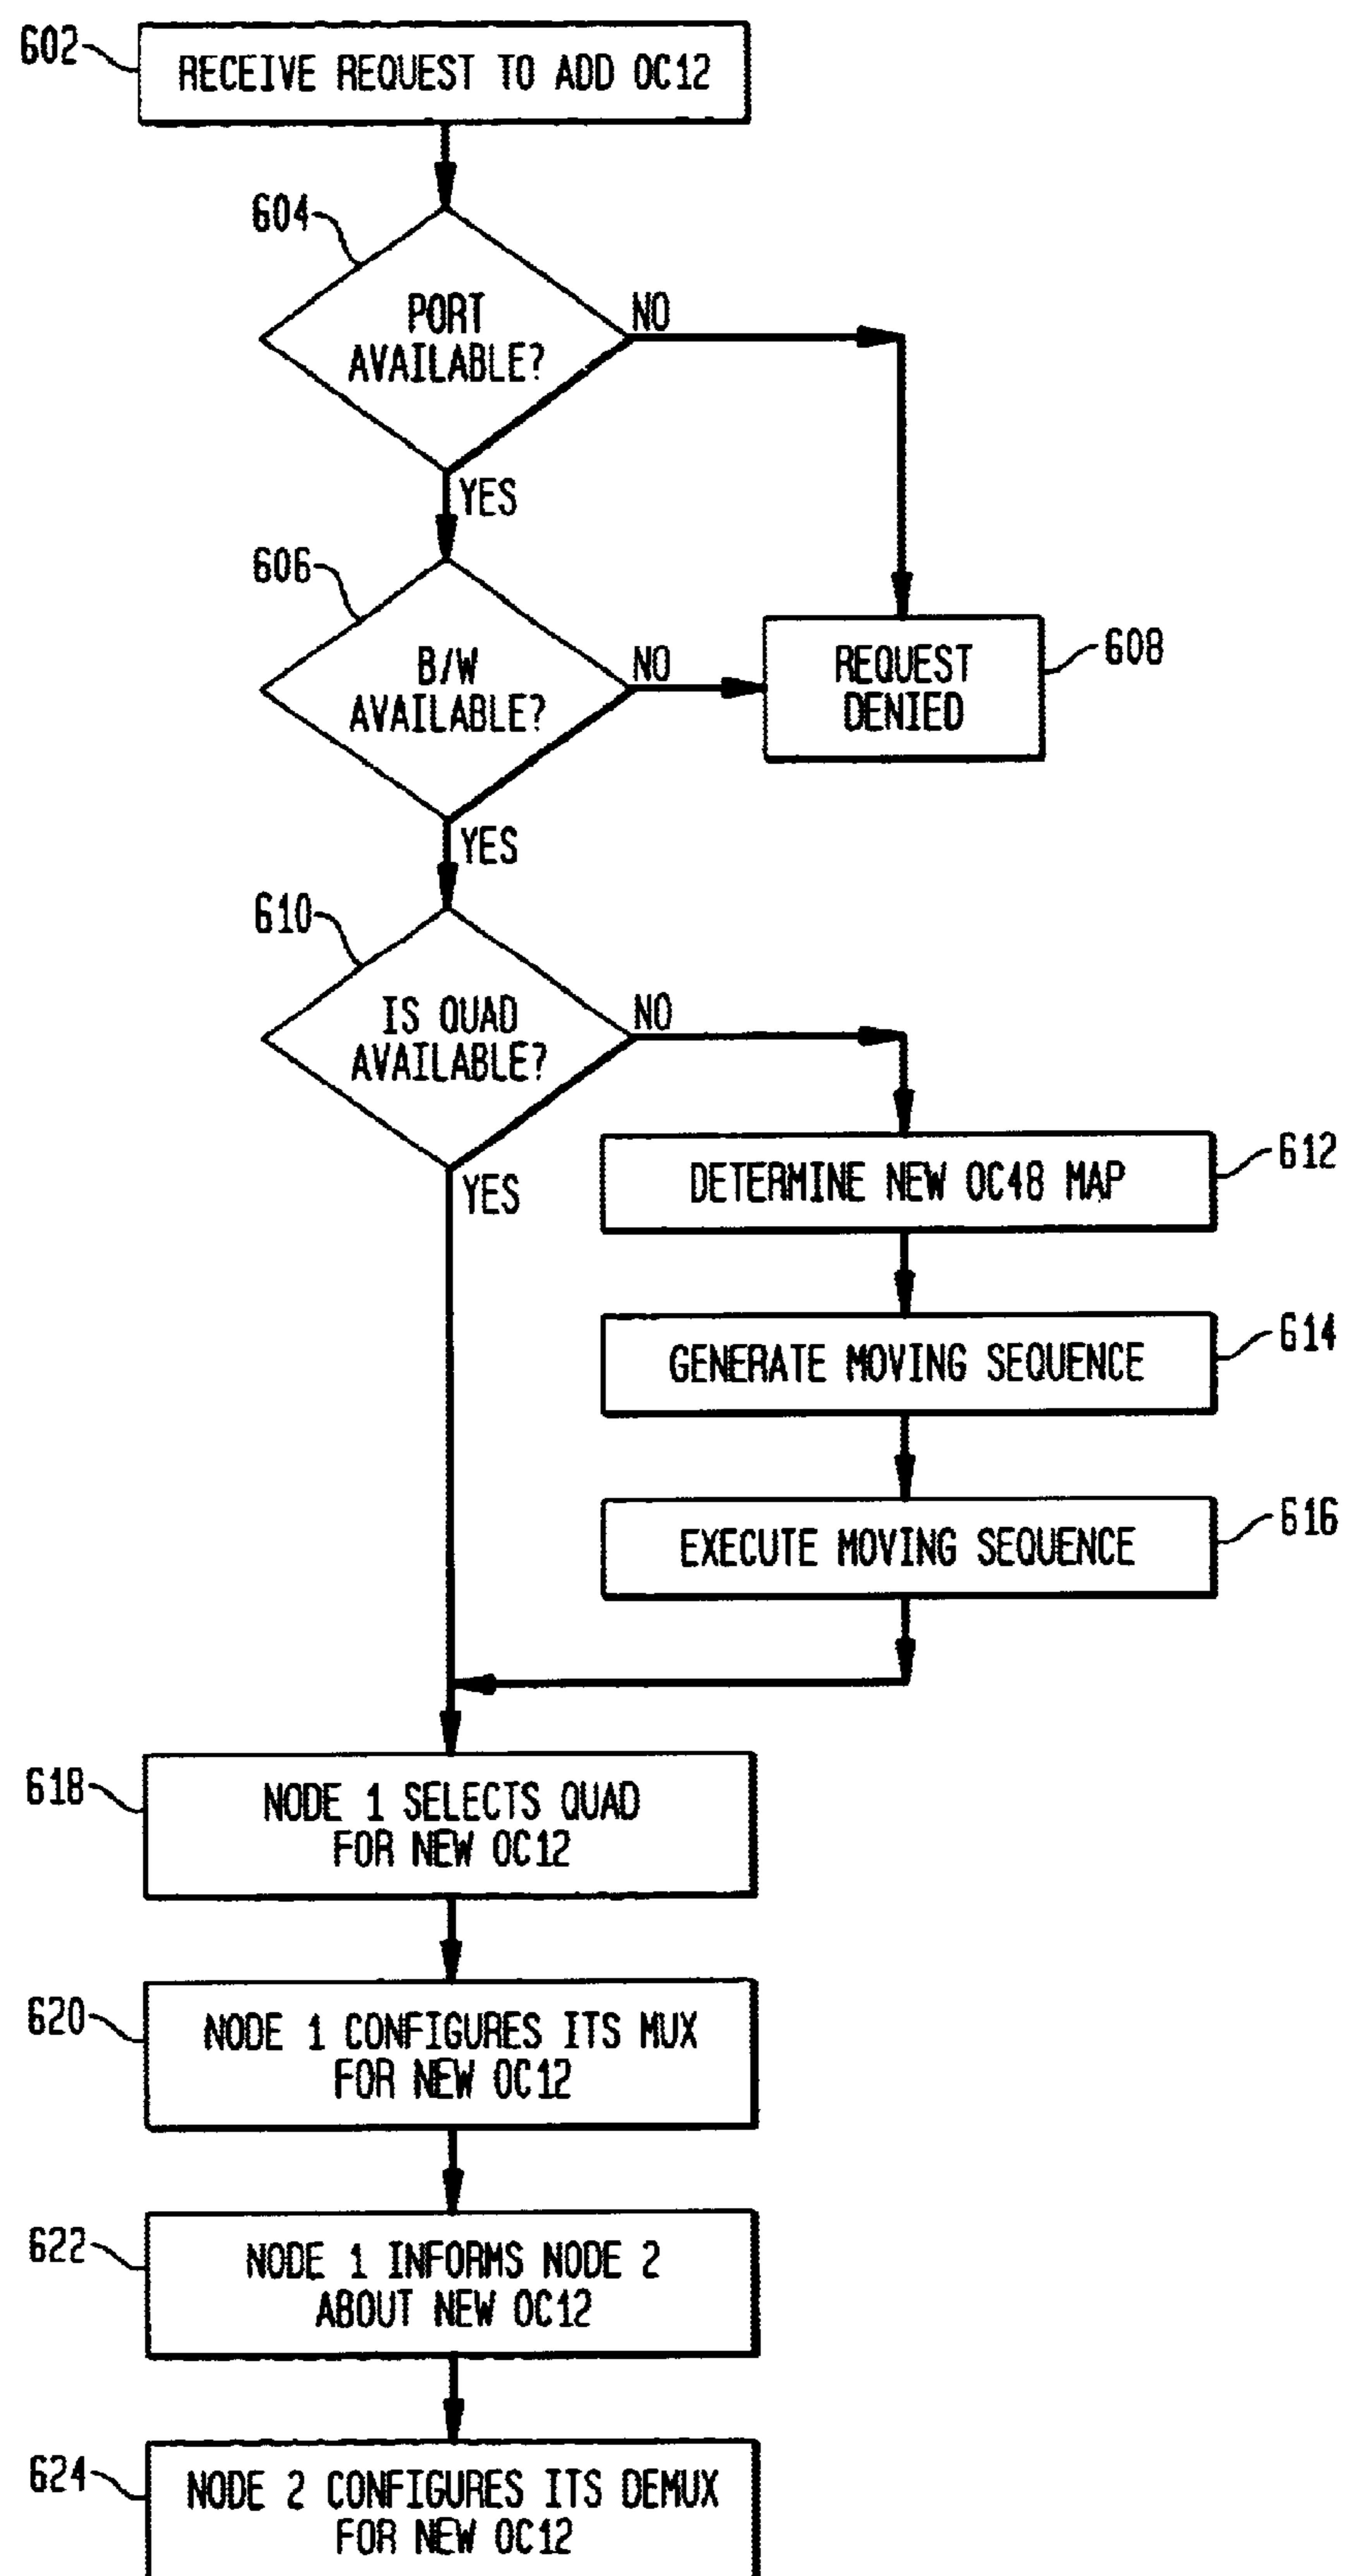 602
RECEIVE REQUEST TO ADD OC12
604
PORT
AVAILABLE?
NO
YES
606
B/W
AVAILABLE?
NO
REQUEST
DENIED
608
YES
610
IS QUAD
AVAILABLE?
NO
YES
DETERMINE NEW OC48 MAP
612
GENERATE MOVING SEQUENCE
614
EXECUTE MOVING SEQUENCE
616
618
NODE 1 SELECTS QUAD
FOR NEW OC12
620
NODE 1 CONFIGURES ITS MUX
FOR NEW OC12
622
NODE 1 INFORMS NODE 2
ABOUT NEW OC12
624
NODE 2 CONFIGURES ITS DEMUX
FOR NEW OC12